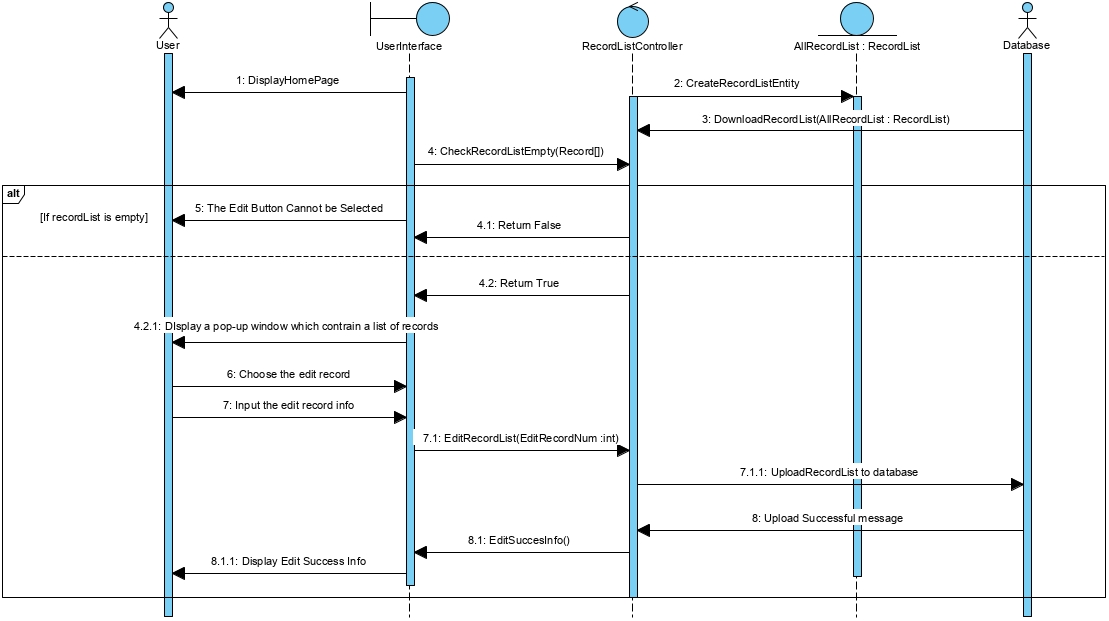 User
UserInterface
RecordListController
AllRecordList : RecordList
Database
1: DisplayHomePage
2: CreateRecordListEntity
3: DownloadRecordList(AllRecordList : RecordList)
4: CheckRecordListEmpty(Record[])
alt
[If recordList is empty]
5: The Edit Button Cannot be Selected
4.1: Return False
4.2: Return True
4.2.1: DIsplay a pop-up window which contrain a list of records
6: Choose the edit record
7: Input the edit record info
7.1: EditRecordList(EditRecordNum :int)
7.1.1: UploadRecordList to database
8: Upload Successful message
8.1: EditSuccesInfo()
8.1.1: Display Edit Success Info